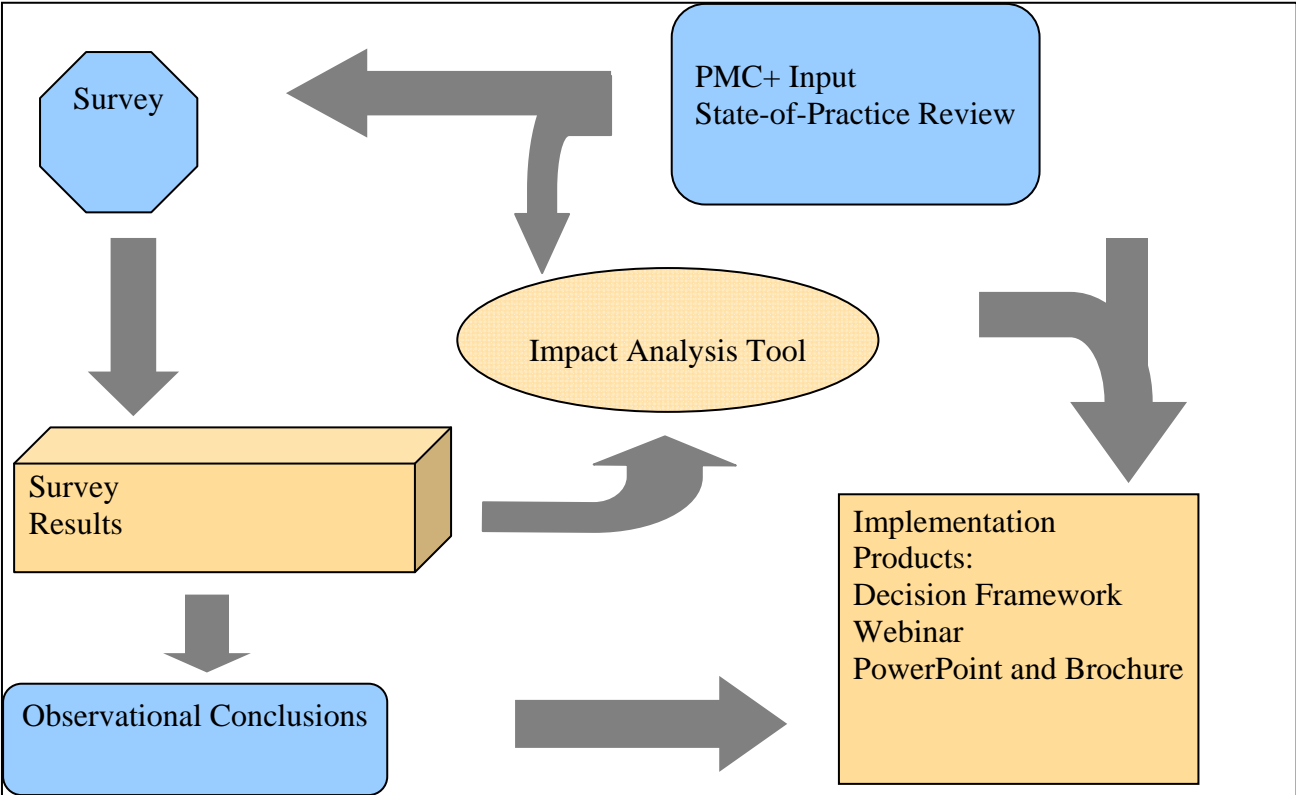 Survey
PMC+ Input
State-of-Practice Review
Impact Analysis Tool
Survey
Results
Implementation
Products:
Decision Framework
Webinar
PowerPoint and Brochure
Observational Conclusions